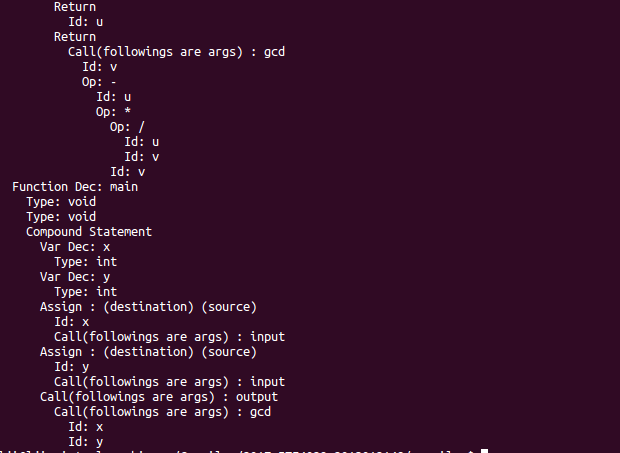 Return
Id: u
Return
Call(followings are args) : gcd
Id: v
Op: -
Id: u
Op: *
Op: /
Id: u
Id: v
Id: v
Function Dec: main
Type: void
Type: void
Compound Statement
Var Dec: x
Type: int
Var Dec: y
Type: int
Assign : (destination) (source)
Id: x
Call(followings are args) : input
Assign : (destination) (source)
Id: y
Call(followings are args) : input
Call(followings are args) : output
Call(followings are args) : gcd
Id: x
Id: y